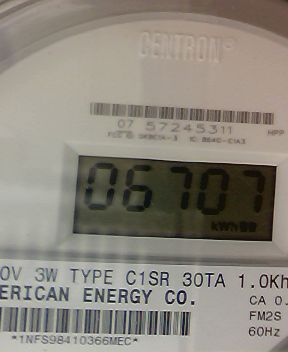 CENTRON®
07 57245311
HPP
06707
kWh
0V 3W TYPE C1SR 30TA 1.0Kh
ERICAN ENERGY CO.
CA 0.
FM2S
60Hz
*1NFS98410366MEC*